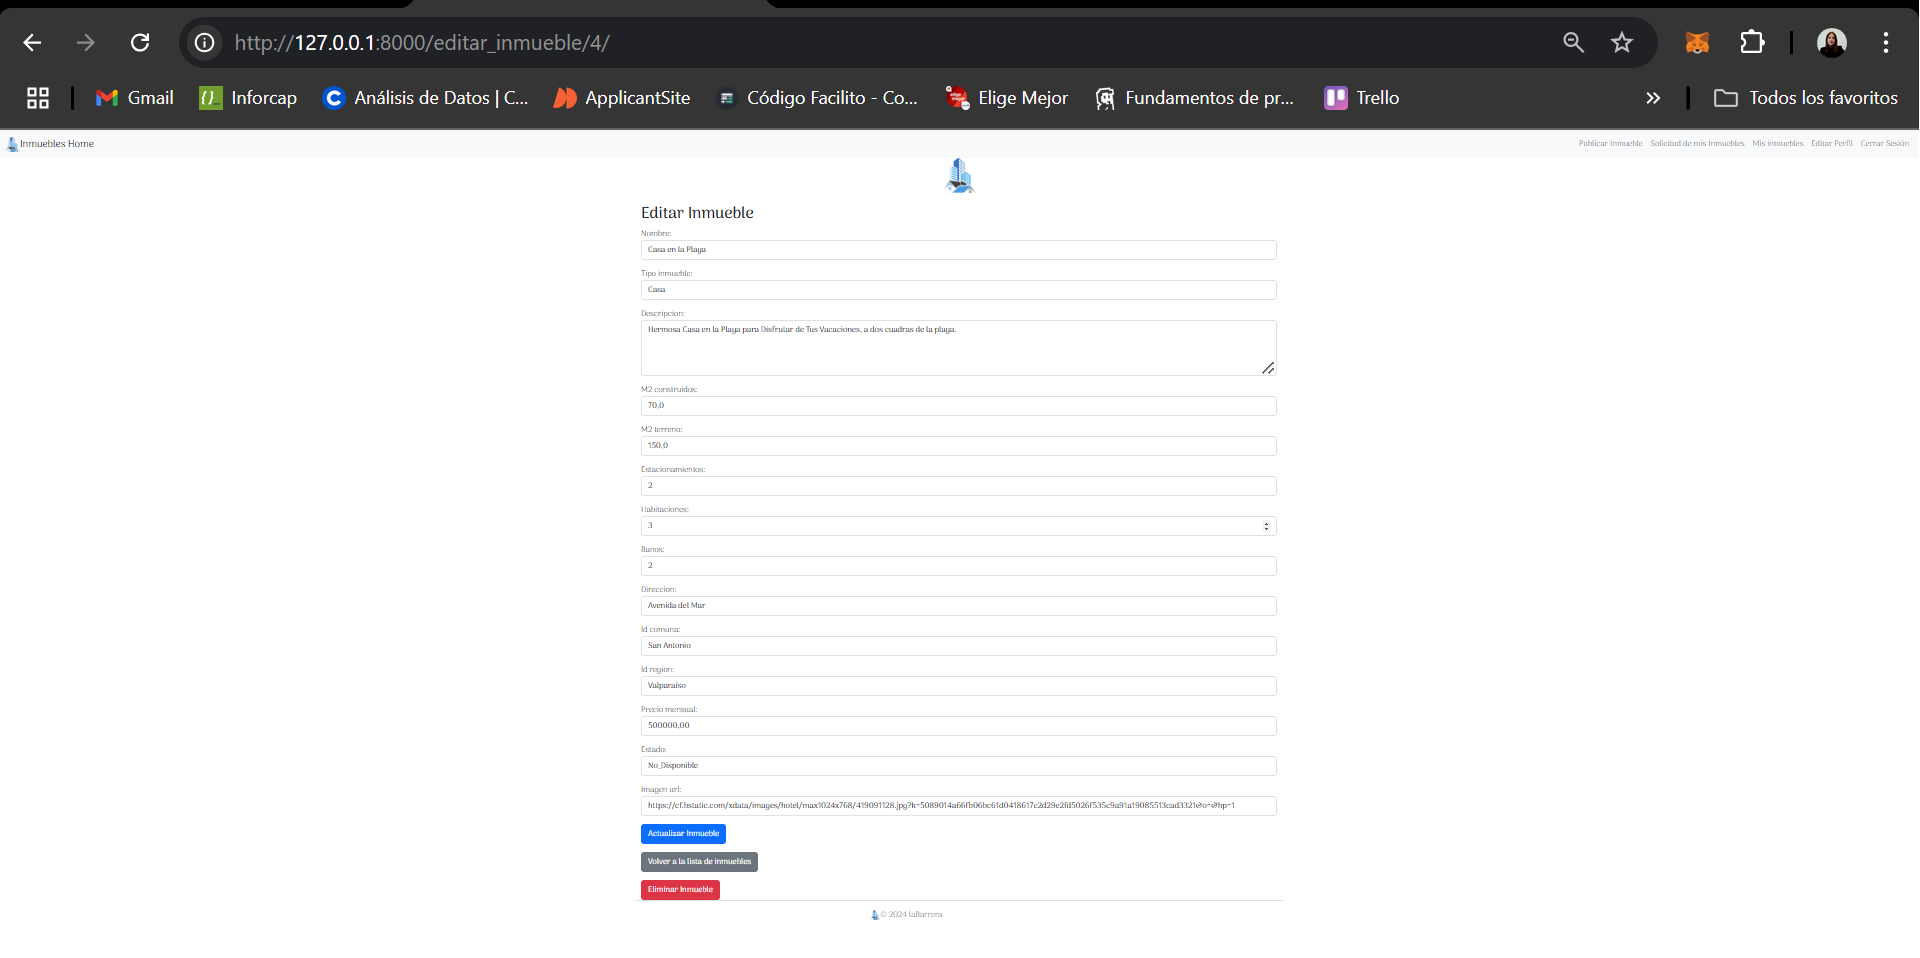 http://127.0.0.1:8000/editar_inmueble/4/
Gmail Inforcap Análisis de Datos | C... ApplicantSite Código Facilito - Co... Elige Mejor Fundamentos de pr... Trello Todos los favoritos
Inmuebles Home Publicar Inmueble Solicitud de mis Inmuebles Mis inmuebles Editar Perfil Cerrar Sesión
Editar Inmueble
Nombre:
Casa en la Playa
Tipo inmueble:
Casa
Descripcion:
Hermosa Casa en la Playa para Disfrutar de Tus Vacaciones, a dos cuadras de la playa.
M2 construidos:
70,0
M2 terreno:
150,0
Estacionamientos:
2
Habitaciones:
3
Banos:
2
Direccion:
Avenida del Mar
Id comuna:
San Antonio
Id region:
Valparaíso
Precio mensual:
500000,00
Estado:
No_Disponible
Imagen url:
https://cf.bstatic.com/xdata/images/hotel/max1024x768/419091128.jpg?k=5089014a66fb06bc61d0418617c2d29e2fd5026f535c9a91a19085513cad3321&o=&hp=1
Actualizar Inmueble
Volver a la lista de inmuebles
Eliminar Inmueble
© 2024 laBarrera